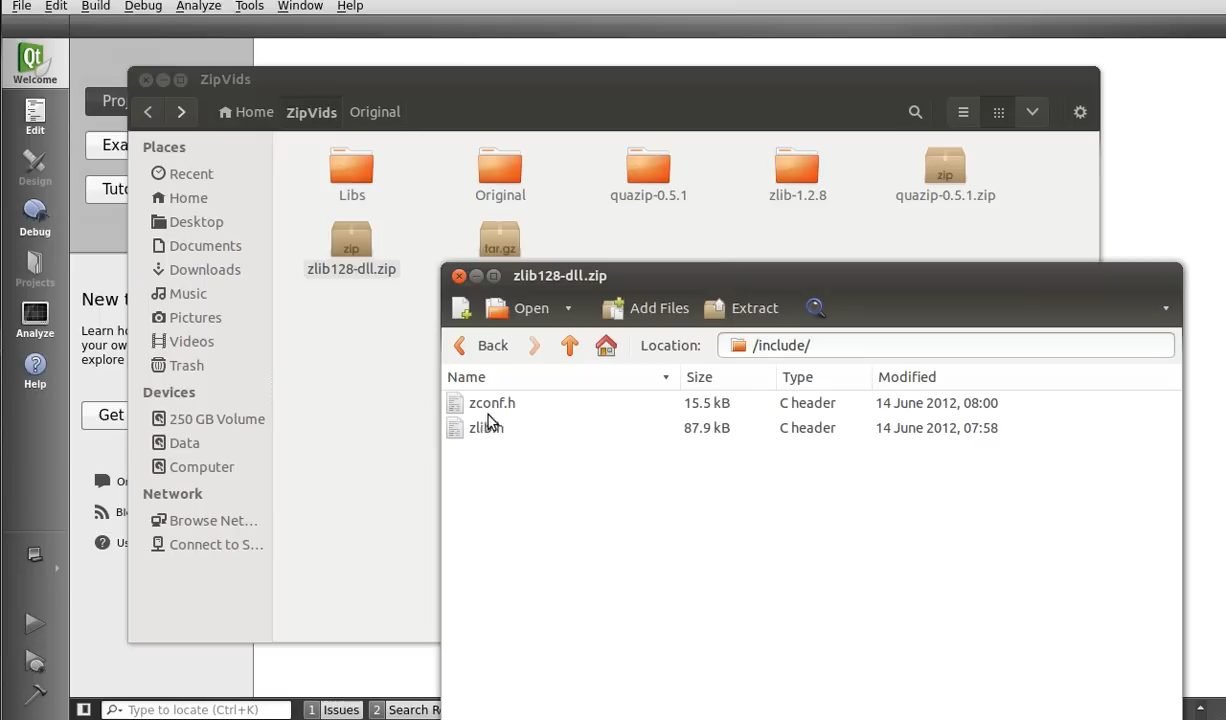 File Edit Build Debug Analyze Tools Window Help
Qt
Welcome
Edit
Design
Debug
Projects
Analyze
Help
ZipVids
Home ZipVids Original
Places
Recent
Home
Desktop
Documents
Downloads
Music
Pictures
Videos
Trash
Devices
250 GB Volume
Data
Computer
Network
Browse Net...
Connect to S...
Libs
Original
quazip-0.5.1
zlib-1.2.8
zip
quazip-0.5.1.zip
zip
zlib128-dll.zip
tar.gz
New
Learn
your ow
explore
Get
zlib128-dll.zip
Open Add Files Extract
Back Location: /include/
Name Size Type Modified
zconf.h 15.5 kB C header 14 June 2012, 08:00
87.9 kB C header 14 June 2012, 07:58
Type to locate (Ctrl+K) 1 Issues 2 Search R